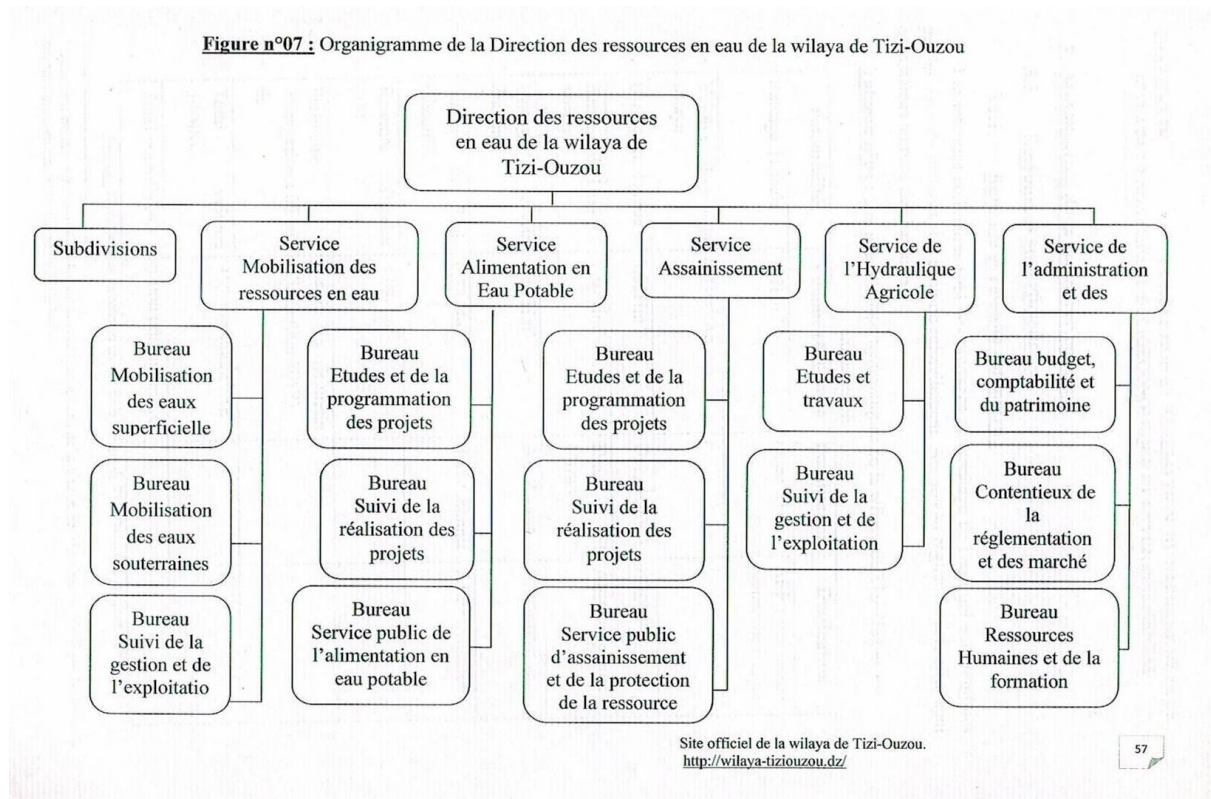 Figure n°07 : Organigramme de la Direction des ressources en eau de la wilaya de Tizi-Ouzou
Direction des ressources
en eau de la wilaya de
Tizi-Ouzou
Subdivisions
Service
Mobilisation des
ressources en eau
Service
Alimentation en
Eau Potable
Service
Assainissement
Service de
l'Hydraulique
Agricole
Service de
l'administration
et des
Bureau
Mobilisation
des eaux
superficielle
Bureau
Mobilisation
des eaux
souterraines
Bureau
Suivi de la
gestion et de
l'exploitatio
Bureau
Etudes et de la
programmation
des projets
Bureau
Suivi de la
réalisation des
projets
Bureau
Service public de
l'alimentation en
eau potable
Bureau
Etudes et de la
programmation
des projets
Bureau
Suivi de la
réalisation des
projets
Bureau
Service public
d'assainissement
et de la protection
de la ressource
Bureau
Etudes et
travaux
Bureau
Suivi de la
gestion et de
l'exploitation
Bureau budget,
comptabilité et
du patrimoine
Bureau
Contentieux de
la
réglementation
et des marché
Bureau
Ressources
Humaines et de la
formation
Site officiel de la wilaya de Tizi-Ouzou.
http://wilaya-tiziouzou.dz/
57